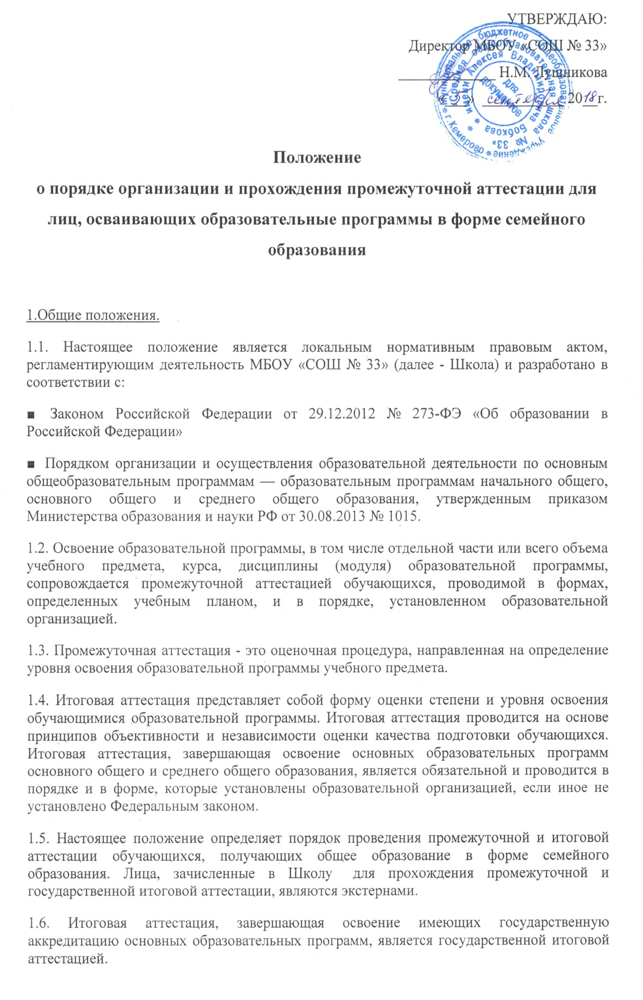 УТВЕРЖДАЮ:
Директор МБОУ «СОШ № 33»
____________ Н.М. Лушникова
«5» сентября 2018г.
муниципальное бюджетное общеобразовательное учреждение * г.Кемерово *
«Средняя общеобразовательная школа № 33»
* имени Алексея Владимировича Бобкова *
для
документов
Положение
о порядке организации и прохождения промежуточной аттестации для
лиц, осваивающих образовательные программы в форме семейного
образования
1.Общие положения.
1.1. Настоящее положение является локальным нормативным правовым актом,
регламентирующим деятельность МБОУ «СОШ № 33» (далее - Школа) и разработано в
соответствии с:
■ Законом Российской Федерации от 29.12.2012 № 273-ФЭ «Об образовании в
Российской Федерации»
■ Порядком организации и осуществления образовательной деятельности по основным
общеобразовательным программам — образовательным программам начального общего,
основного общего и среднего общего образования, утвержденным приказом
Министерства образования и науки РФ от 30.08.2013 № 1015.
1.2. Освоение образовательной программы, в том числе отдельной части или всего объема
учебного предмета, курса, дисциплины (модуля) образовательной программы,
сопровождается промежуточной аттестацией обучающихся, проводимой в формах,
определенных учебным планом, и в порядке, установленном образовательной
организацией.
1.3. Промежуточная аттестация - это оценочная процедура, направленная на определение
уровня освоения образовательной программы учебного предмета.
1.4. Итоговая аттестация представляет собой форму оценки степени и уровня освоения
обучающимися образовательной программы. Итоговая аттестация проводится на основе
принципов объективности и независимости оценки качества подготовки обучающихся.
Итоговая аттестация, завершающая освоение основных образовательных программ
основного общего и среднего общего образования, является обязательной и проводится в
порядке и в форме, которые установлены образовательной организацией, если иное не
установлено Федеральным законом.
1.5. Настоящее положение определяет порядок проведения промежуточной и итоговой
аттестации обучающихся, получающих общее образование в форме семейного
образования. Лица, зачисленные в Школу для прохождения промежуточной и
государственной итоговой аттестации, являются экстернами.
1.6. Итоговая аттестация, завершающая освоение имеющих государственную
аккредитацию основных образовательных программ, является государственной итоговой
аттестацией.